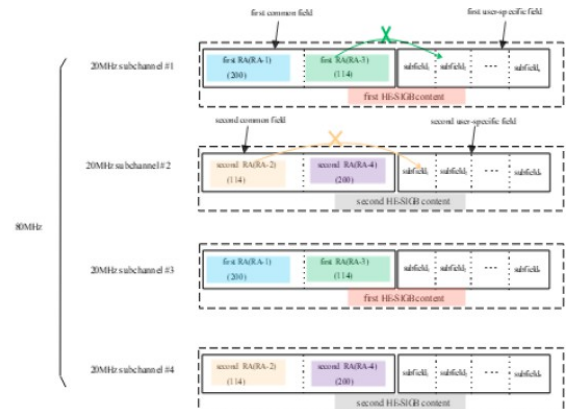 first common field
first user-specific field
X
20MHz subchannel #1
first RA(RA-1)
(200)
first RA(RA-3)
(114)
subfield₁ subfield₂ ... subfieldₙ
first HE-SIGB content
second common field
second user-specific field
X
20MHz subchannel #2
second RA(RA-2)
(114)
second RA(RA-4)
(200)
subfield₁ subfield₂ ... subfieldₙ
second HE-SIGB content
80MHz
20MHz subchannel #3
first RA(RA-1)
(200)
first RA(RA-3)
(114)
subfield₁ subfield₂ ... subfieldₙ
first HE-SIGB content
20MHz subchannel #4
second RA(RA-2)
(114)
second RA(RA-4)
(200)
subfield₁ subfield₂ ... subfieldₙ
second HE-SIGB content